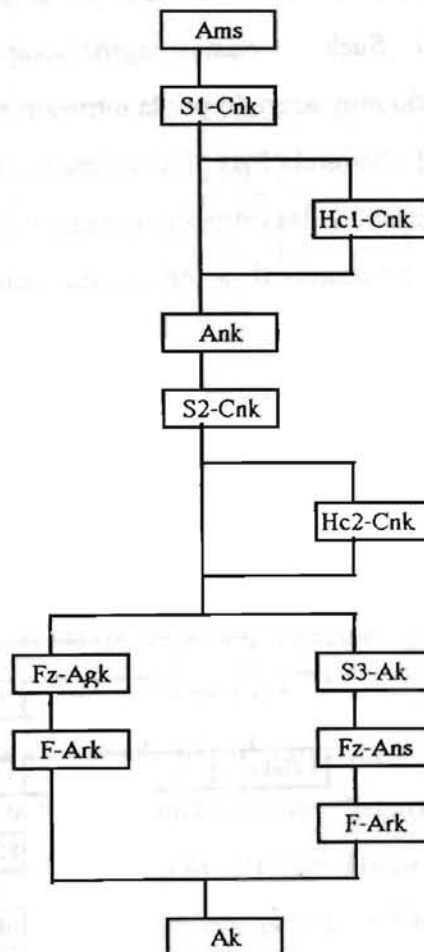 Ams
S1-Cnk
Hc1-Cnk
Ank
S2-Cnk
Hc2-Cnk
Fz-Agk
S3-Ak
F-Ark
Fz-Ans
F-Ark
Ak